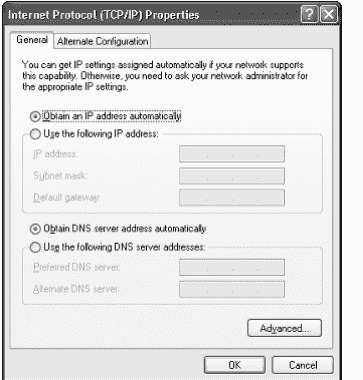 Internet Protocol (TCP/IP) Properties
General Alternate Configuration
You can get IP settings assigned automatically if your network supports
this capability. Otherwise, you need to ask your network administrator for
the appropriate IP settings.
Obtain an IP address automatically
Use the following IP address:
IP address:
Subnet mask:
Default gateway:
Obtain DNS server address automatically
Use the following DNS server addresses:
Preferred DNS server:
Alternate DNS server:
Advanced...
OK Cancel